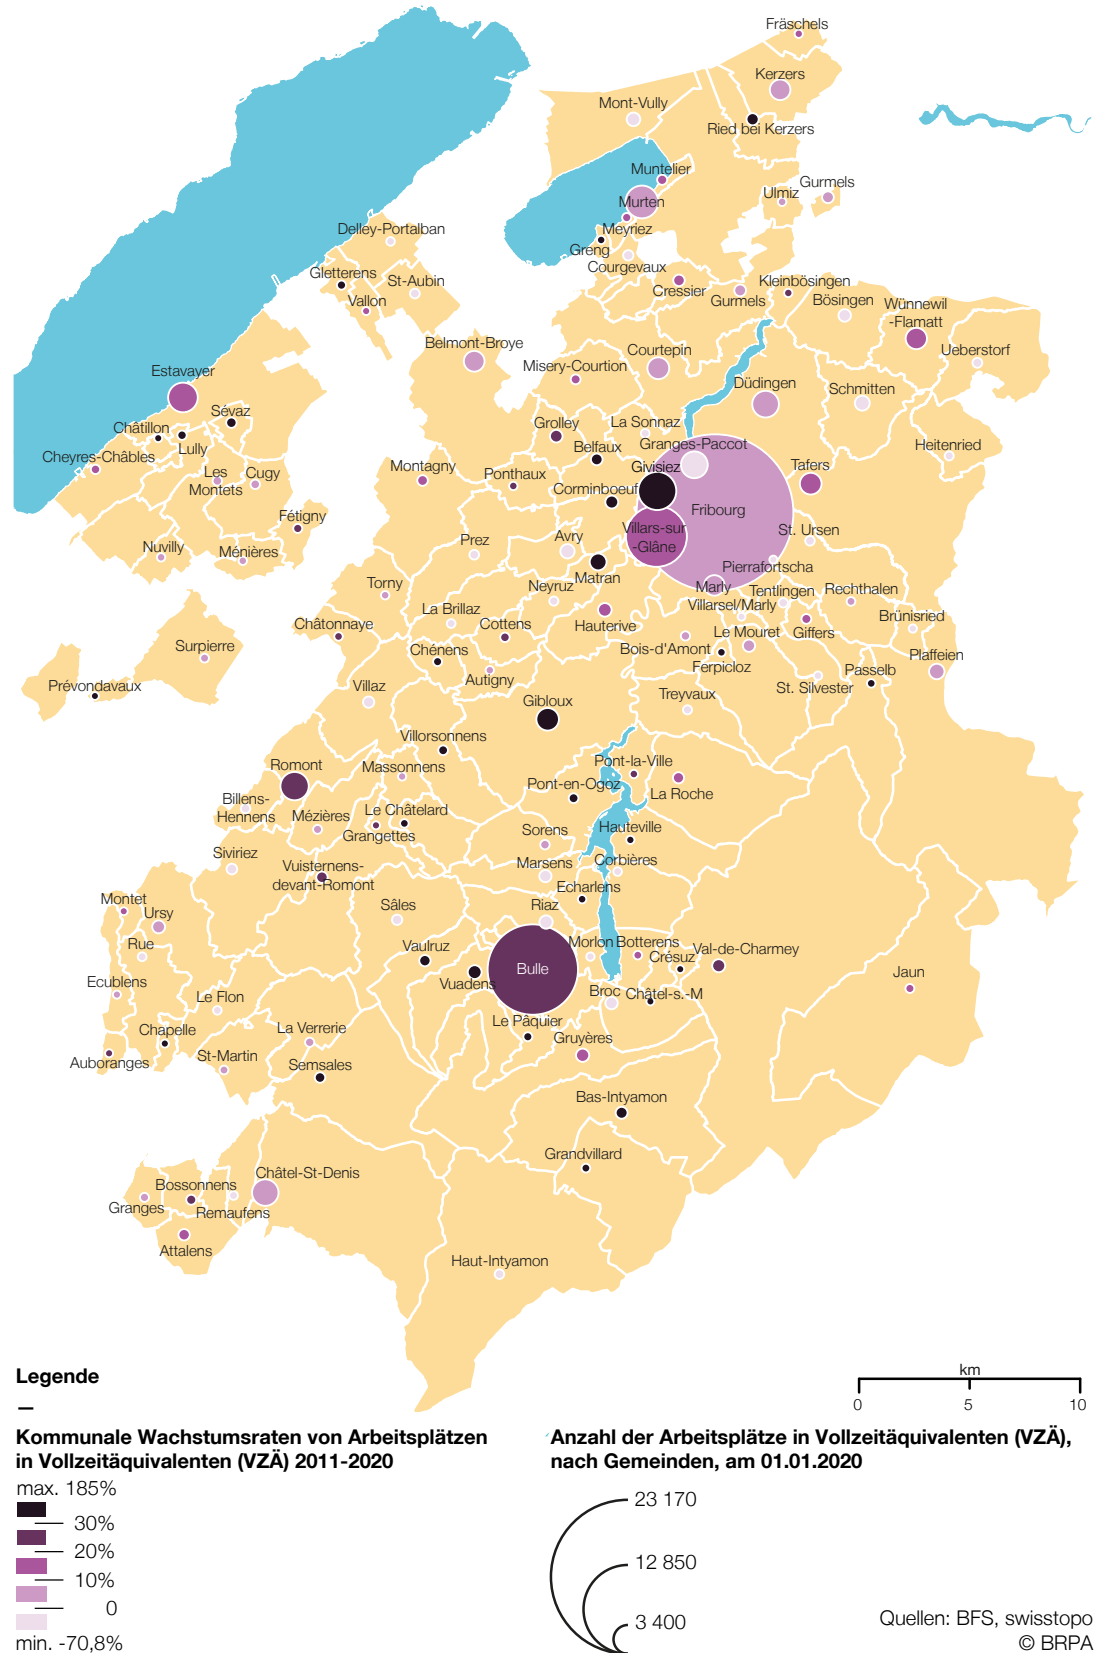 Fräschels
Kerzers
Mont-Vully
Ried bei Kerzers
Muntelier
Gurmels
Ulmiz
Murten
Meyriez
Delley-Portalban
Greng
Courgevaux
Gletterens
St-Aubin
Kleinbösingen
Cressier
Gurmels
Vallon
Bösingen
Wünnewil
-Flamatt
Belmont-Broye
Courtepin
Ueberstorf
Misery-Courtion
Estavayer
Düdingen
Schmitten
Sévaz
Grolley
La Sonnaz
Châtillon
Granges-Paccot
Lully
Belfaux
Heitenried
Cheyres-Châbles
Montagny
Givisiez
Tafers
Les
Montets
Cugy
Ponthaux
Corminboeuf
Fribourg
Fétigny
Villars-sur
-Glâne
St. Ursen
Nuvilly
Ménières
Prez
Avry
Pierrafortscha
Matran
Torny
Neyruz
Marly
Tentlingen
Rechthalen
La Brillaz
Villarsel/Marly
Brünisried
Châtonnaye
Cottens
Hauterive
Le Mouret
Giffers
Surpierre
Chénens
Bois-d'Amont
Plaffeien
Ferpicloz
Passelb
Autigny
Prévondavaux
Villaz
St. Silvester
Treyvaux
Gibloux
Villorsonnens
Romont
Massonnens
Pont-la-Ville
Pont-en-Ogoz
La Roche
Billens-
Hennens
Mézières
Le Châtelard
Grangettes
Sorens
Hauteville
Siviriez
Vuisternens-
devant-Romont
Marsens
Corbières
Echarlens
Montet
Ursy
Sâles
Riaz
Rue
Vaulruz
Morlon
Botterens
Crésuz
Val-de-Charmey
Bulle
Jaun
Ecublens
Vuadens
Le Flon
Broc
Châtel-s.-M
Chapelle
La Verrerie
Le Pâquier
Gruyères
Auboranges
St-Martin
Semsales
Bas-Intyamon
Grandvillard
Châtel-St-Denis
Bossonnens
Granges
Remaufens
Attalens
Haut-Intyamon
Legende
–
km
0 5 10
Kommunale Wachstumsraten von Arbeitsplätzen
in Vollzeitäquivalenten (VZÄ) 2011-2020
max. 185%
30%
20%
10%
0
min. -70,8%
Anzahl der Arbeitsplätze in Vollzeitäquivalenten (VZÄ),
nach Gemeinden, am 01.01.2020
23 170
12 850
3 400
Quellen: BFS, swisstopo
© BRPA